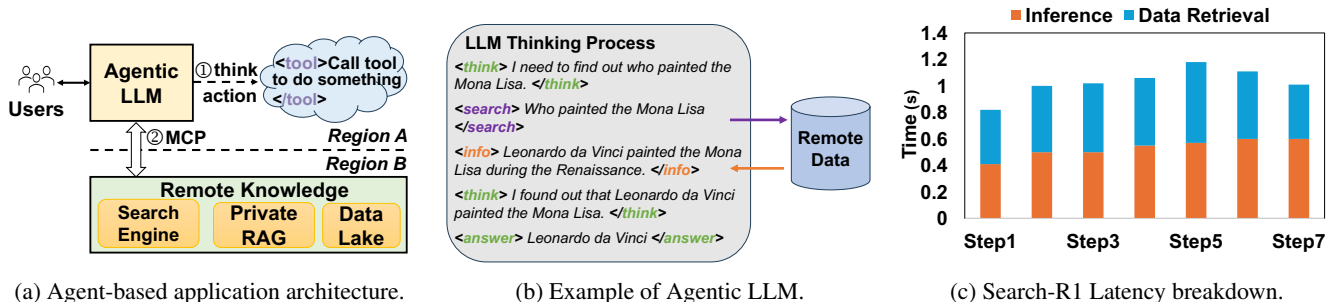 Users
Agentic
LLM
①think
action
<tool>Call tool
to do something
</tool>
②MCP
Region A
Region B
Remote Knowledge
Search
Engine
Private
RAG
Data
Lake
(a) Agent-based application architecture.
LLM Thinking Process
<think> I need to find out who painted the
Mona Lisa. </think>
<search> Who painted the Mona Lisa
</search>
<info> Leonardo da Vinci painted the Mona
Lisa during the Renaissance. </info>
<think> I found out that Leonardo da Vinci
painted the Mona Lisa. </think>
<answer> Leonardo da Vinci </answer>
Remote
Data
(b) Example of Agentic LLM.
Inference
Data Retrieval
Time (s)
1.4
1.2
1
0.8
0.6
0.4
0.2
0
Step1
Step3
Step5
Step7
(c) Search-R1 Latency breakdown.